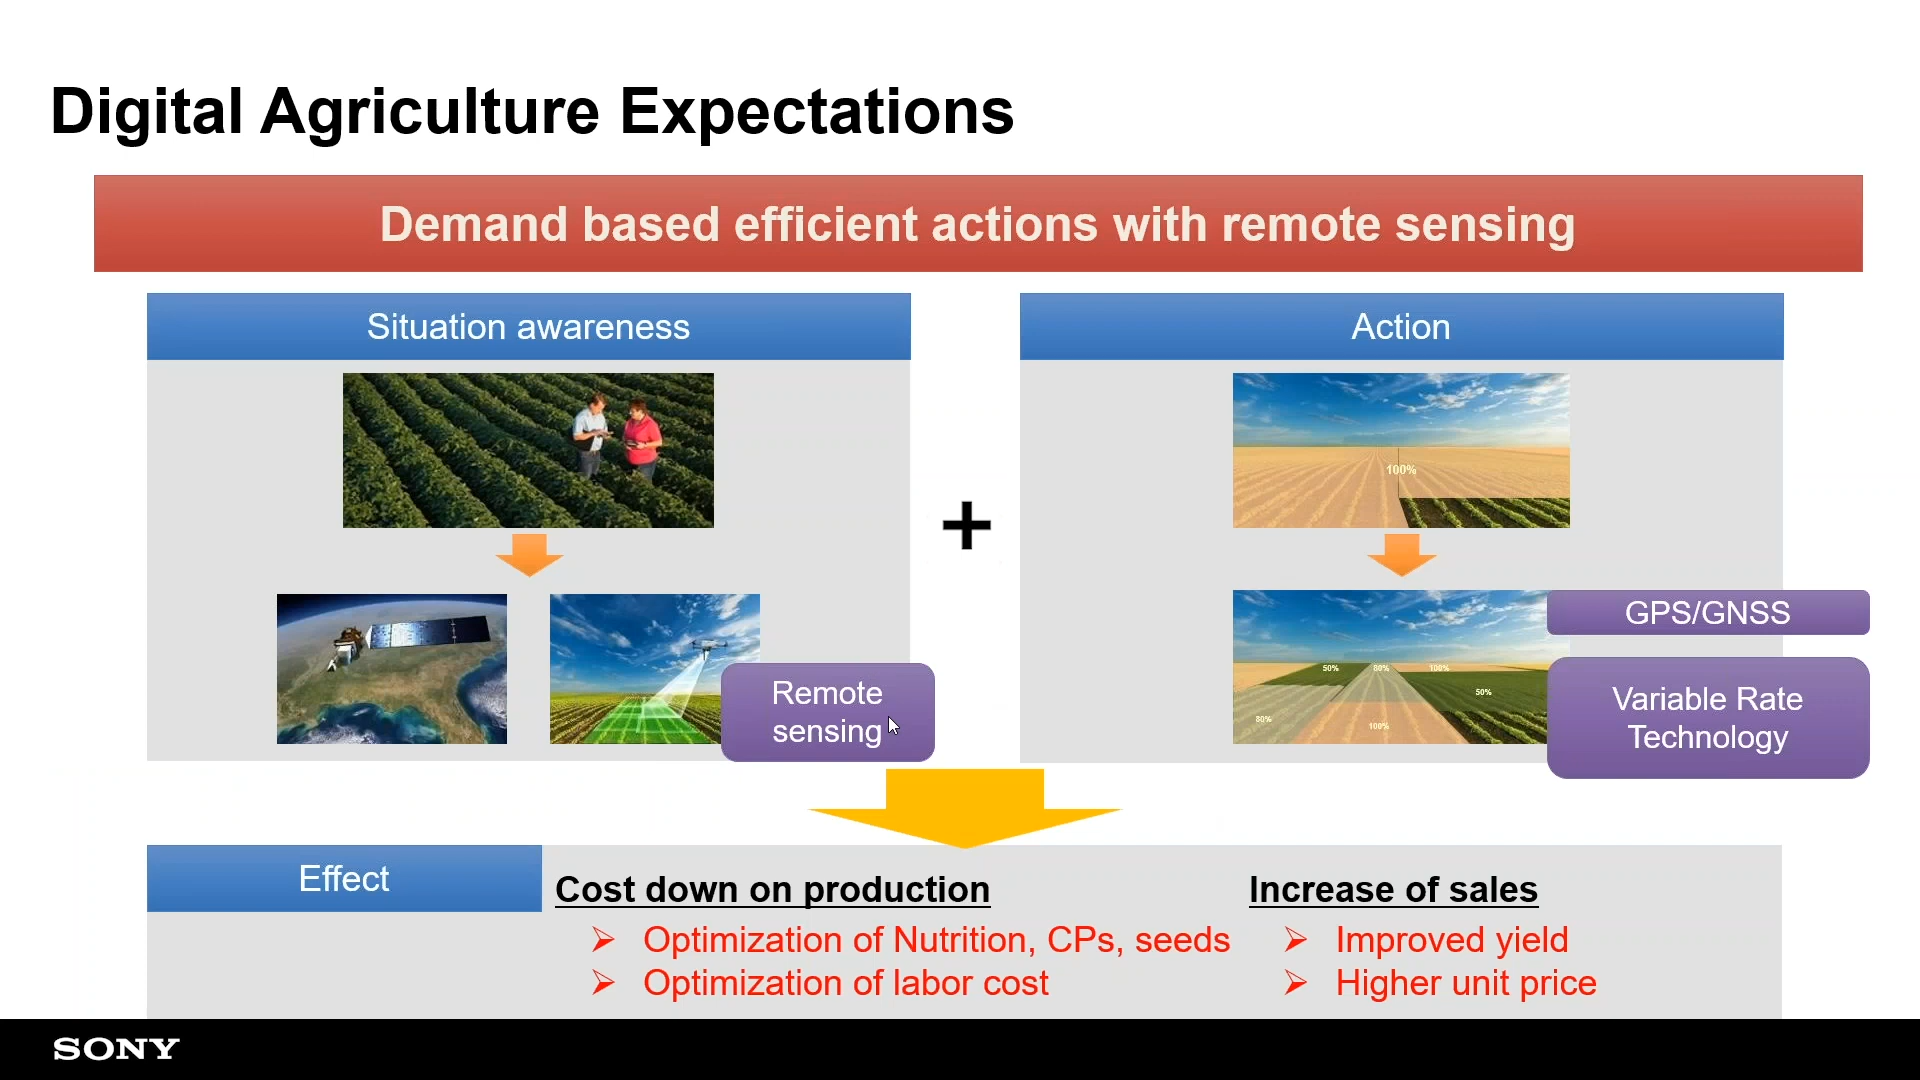 Digital Agriculture Expectations
Demand based efficient actions with remote sensing
Situation awareness
Remote
sensing
Action
100%
GPS/GNSS
50%
80%
100%
50%
80%
100%
Variable Rate
Technology
Effect
Cost down on production
Optimization of Nutrition, CPs, seeds
Optimization of labor cost
Increase of sales
Improved yield
Higher unit price
SONY